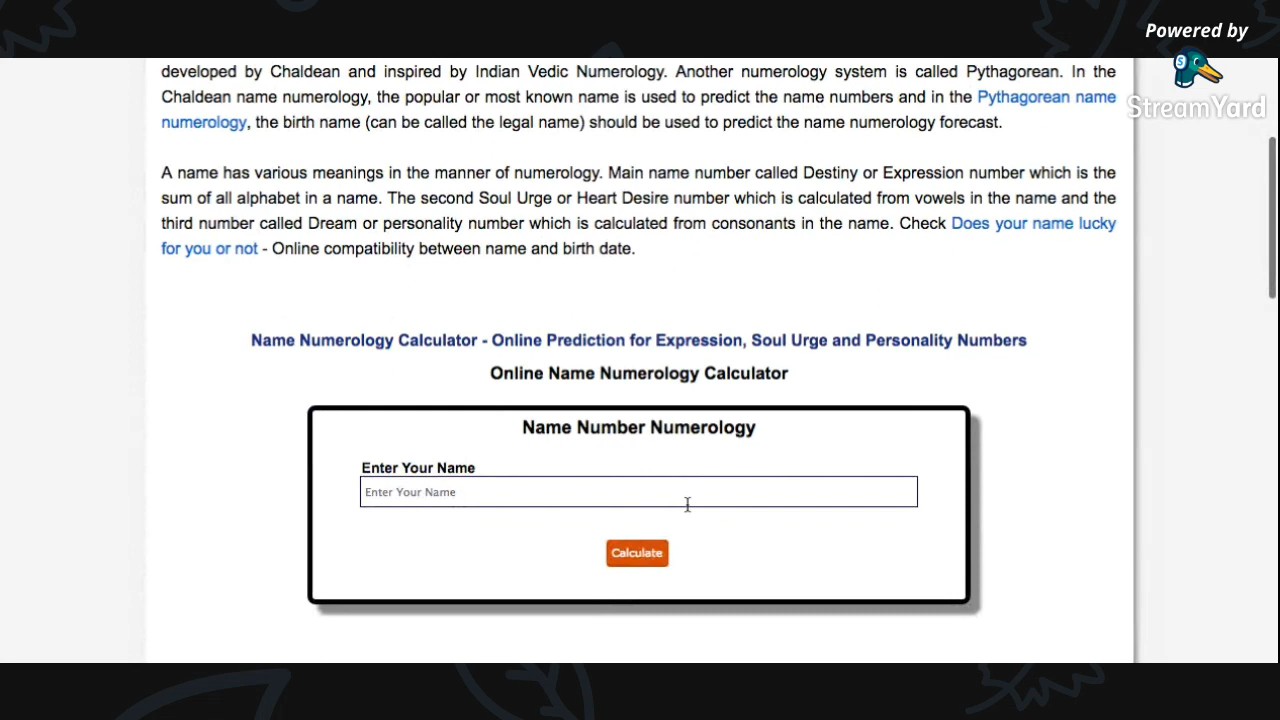 Powered by
StreamYard
developed by Chaldean and inspired by Indian Vedic Numerology. Another numerology system is called Pythagorean. In the
Chaldean name numerology, the popular or most known name is used to predict the name numbers and in the Pythagorean name
numerology, the birth name (can be called the legal name) should be used to predict the name numerology forecast.
A name has various meanings in the manner of numerology. Main name number called Destiny or Expression number which is the
sum of all alphabet in a name. The second Soul Urge or Heart Desire number which is calculated from vowels in the name and the
third number called Dream or personality number which is calculated from consonants in the name. Check Does your name lucky
for you or not - Online compatibility between name and birth date.
Name Numerology Calculator - Online Prediction for Expression, Soul Urge and Personality Numbers
Online Name Numerology Calculator
Name Number Numerology
Enter Your Name
Enter Your Name
Calculate